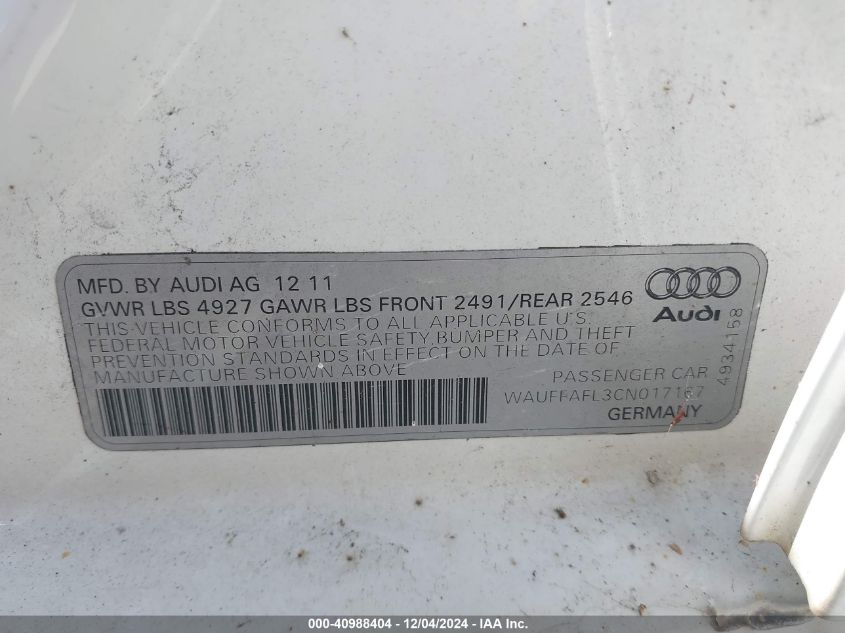 MFD. BY AUDI AG 12 11
GVWR LBS 4927 GAWR LBS FRONT 2491/REAR 2546
THIS VEHICLE CONFORMS TO ALL APPLICABLE U.S.
FEDERAL MOTOR VEHICLE SAFETY, BUMPER AND THEFT
PREVENTION STANDARDS IN EFFECT ON THE DATE OF
MANUFACTURE SHOWN ABOVE
Audi
4934158
PASSENGER CAR
WAUFFAFL3CN017167
GERMANY
000-40988404 - 12/04/2024 - IAA Inc.